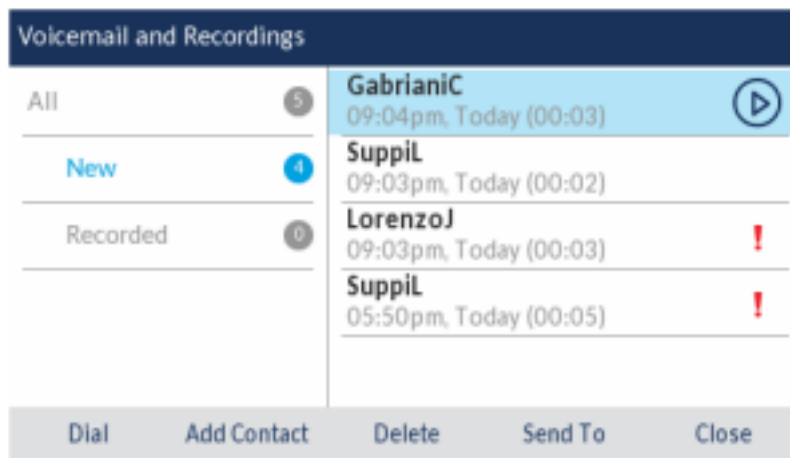 Voicemail and Recordings
All 5
New 4
Recorded 0
GabrianiC
09:04pm, Today (00:03)
SuppiL
09:03pm, Today (00:02)
LorenzoJ
09:03pm, Today (00:03)
!
SuppiL
05:50pm, Today (00:05)
!
Dial Add Contact Delete Send To Close